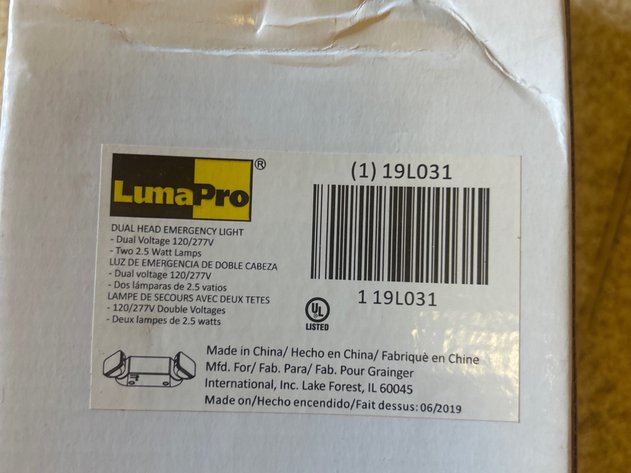 LumaPro®
(1) 19L031
DUAL HEAD EMERGENCY LIGHT
- Dual Voltage 120/277V
- Two 2.5 Watt Lamps
LUZ DE EMERGENCIA DE DOBLE CABEZA
- Dual voltage 120/277V
- Dos lámparas de 2.5 vatios
LAMPE DE SECOURS AVEC DEUX TETES
- 120/277V Double Voltages
- Deux lampes de 2.5 watts
1 19L031
UL
LISTED
Made in China/ Hecho en China/ Fabriquè en Chine
Mfd. For/ Fab. Para/ Fab. Pour Grainger
International, Inc. Lake Forest, IL 60045
Made on/Hecho encendido/Fait dessus: 06/2019